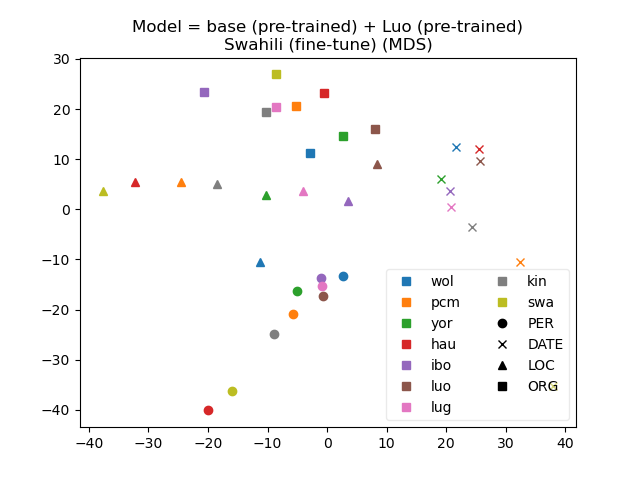 Model = base (pre-trained) + Luo (pre-trained)
Swahili (fine-tune) (MDS)
30
20
10
0
−10
−20
−30
−40
−40
−30
−20
−10
0
10
20
30
40
wol
pcm
yor
hau
ibo
luo
lug
kin
swa
PER
DATE
LOC
ORG